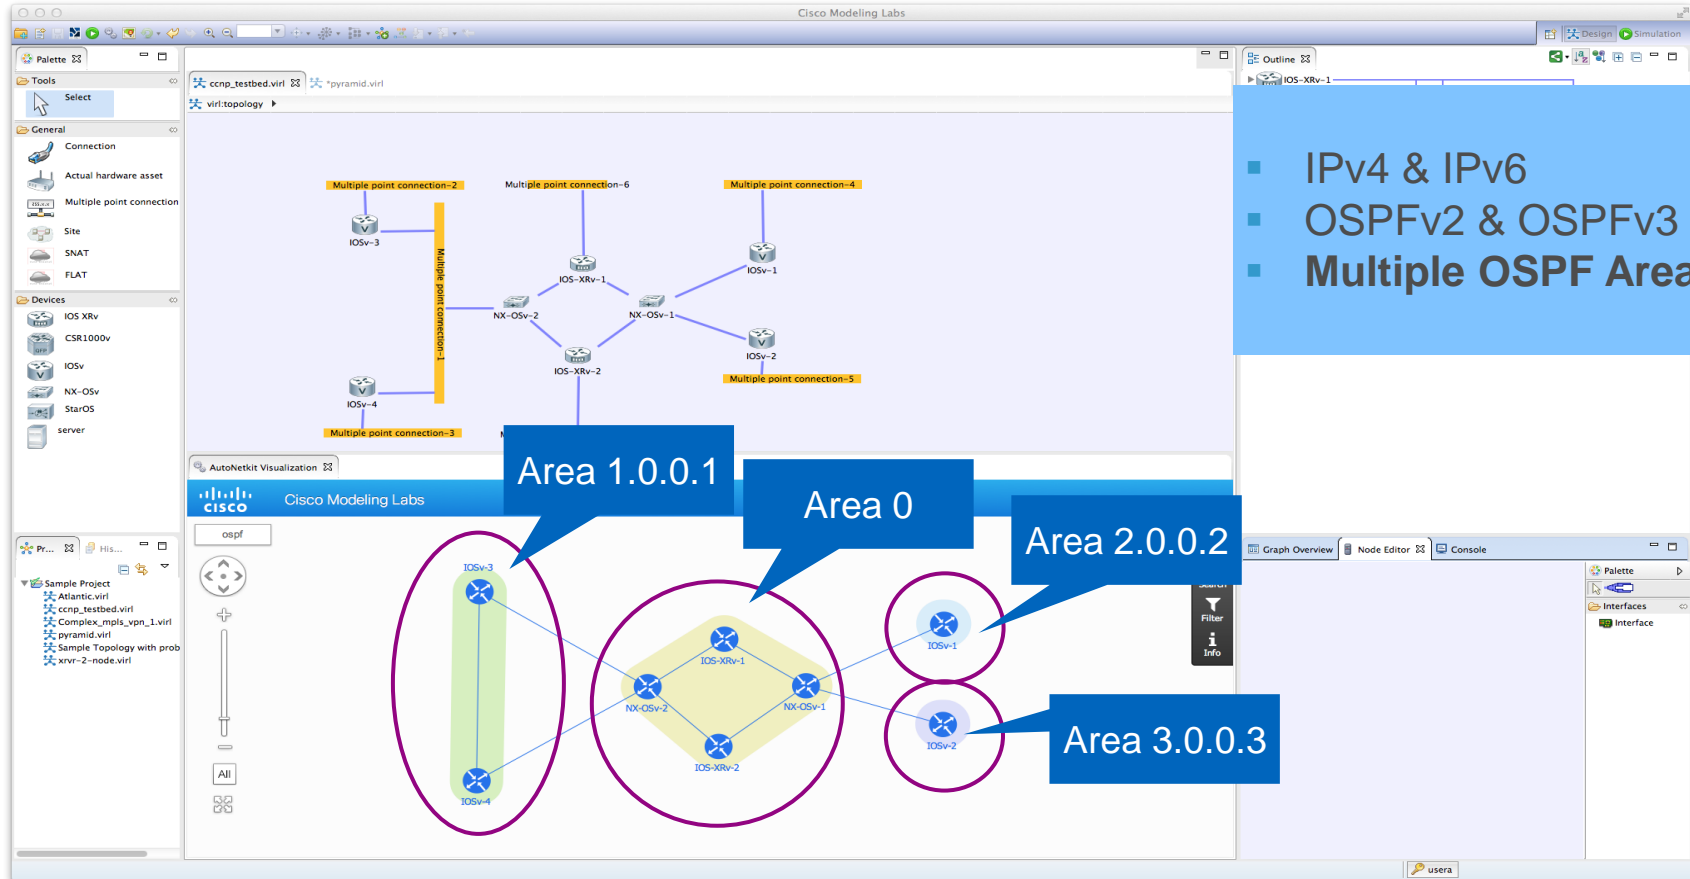 Cisco Modeling Labs
Design
Simulation
Palette
Tools
Select
General
Connection
Actual hardware asset
Multiple point connection
Site
SNAT
FLAT
Devices
IOS XRv
CSR1000v
IOSv
NX-OSv
StarOS
server
ccnp_testbed.virl
*pyramid.virl
virl:topology
Multiple point connection-2
Multiple point connection-6
Multiple point connection-4
IOSv-3
Multiple point connection-1
IOS-XRv-1
IOSv-1
NX-OSv-2
NX-OSv-1
IOSv-2
IOS-XRv-2
Multiple point connection-5
IOSv-4
Multiple point connection-3
Outline
IOS-XRv-1
IPv4 & IPv6
OSPFv2 & OSPFv3
Multiple OSPF Area
AutoNetkit Visualization
cisco
Cisco Modeling Labs
ospf
All
Area 1.0.0.1
Area 0
Area 2.0.0.2
Area 3.0.0.3
IOSv-3
IOS-XRv-1
NX-OSv-2
NX-OSv-1
IOS-XRv-2
IOSv-4
IOSv-1
IOSv-2
Search
Filter
Info
Pr...
His...
Sample Project
Atlantic.virl
ccnp_testbed.virl
Complex_mpls_vpn_1.virl
pyramid.virl
Sample Topology with prob
xrvr-2-node.virl
Graph Overview
Node Editor
Console
Palette
Interfaces
Interface
usera